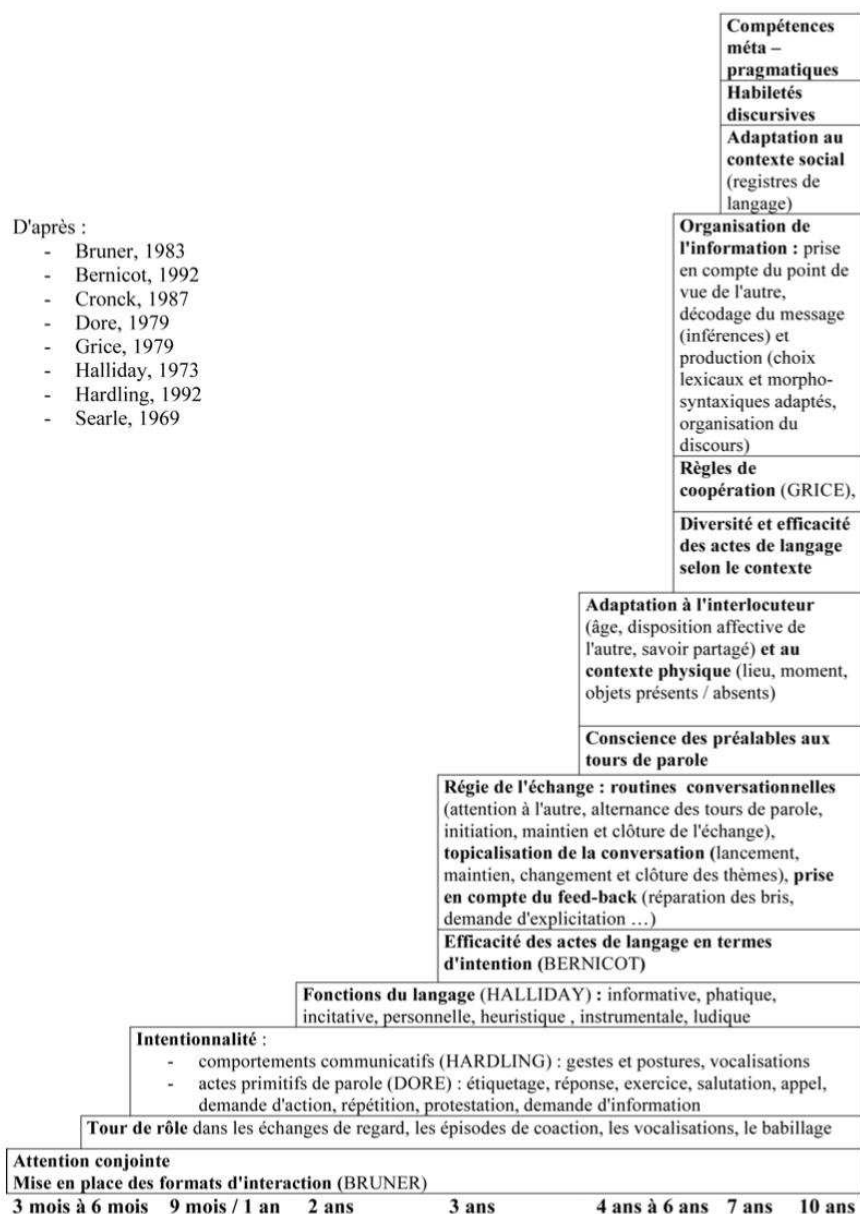 Compétences
méta –
pragmatiques
Habiletés
discursives
Adaptation au
contexte social
(registres de
langage)
D'après :
- Bruner, 1983
- Bernicot, 1992
- Cronck, 1987
- Dore, 1979
- Grice, 1979
- Halliday, 1973
- Hardling, 1992
- Searle, 1969
Organisation de
l'information : prise
en compte du point de
vue de l'autre,
décodage du message
(inférences) et
production (choix
lexicaux et morpho-
syntaxiques adaptés,
organisation du
discours)
Règles de
coopération (GRICE),
Diversité et efficacité
des actes de langage
selon le contexte
Adaptation à l'interlocuteur
(âge, disposition affective de
l'autre, savoir partagé) et au
contexte physique (lieu, moment,
objets présents / absents)
Conscience des préalables aux
tours de parole
Régie de l'échange : routines conversationnelles
(attention à l'autre, alternance des tours de parole,
initiation, maintien et clôture de l'échange),
topicalisation de la conversation (lancement,
maintien, changement et clôture des thèmes), prise
en compte du feed-back (réparation des bris,
demande d'explicitation …)
Efficacité des actes de langage en termes
d'intention (BERNICOT)
Fonctions du langage (HALLIDAY) : informative, phatique,
incitative, personnelle, heuristique , instrumentale, ludique
Intentionnalité :
- comportements communicatifs (HARDLING) : gestes et postures, vocalisations
- actes primitifs de parole (DORE) : étiquetage, réponse, exercice, salutation, appel,
demande d'action, répétition, protestation, demande d'information
Tour de rôle dans les échanges de regard, les épisodes de coaction, les vocalisations, le babillage
Attention conjointe
Mise en place des formats d'interaction (BRUNER)
3 mois à 6 mois 9 mois / 1 an 2 ans 3 ans 4 ans à 6 ans 7 ans 10 ans